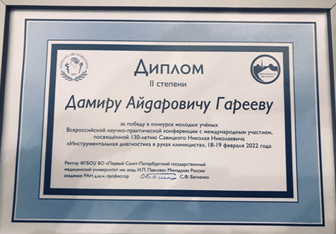 Диплом
II степени
Дамиру Айдаровичу Гарееву
за победу в конкурсе молодых учёных
Всероссийской научно-практической конференции с международным участием,
посвящённой 130-летию Савицкого Николая Николаевича
«Инструментальная диагностика в руках клинициста», 18-19 февраля 2022 года
Ректор ФГБОУ ВО «Первый Санкт-Петербургский государственный
медицинский университет им. акад. И.П. Павлова» Минздрава России
академик РАН д.м.н. профессор
С.Ф. Багненко